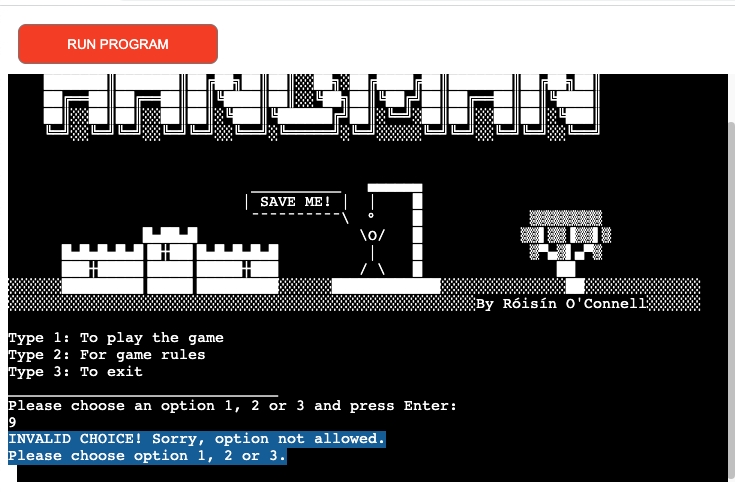 RUN PROGRAM
HANGMAN
SAVE ME!
By Róisín O'Connell
Type 1: To play the game
Type 2: For game rules
Type 3: To exit
Please choose an option 1, 2 or 3 and press Enter:
9
INVALID CHOICE! Sorry, option not allowed.
Please choose option 1, 2 or 3.